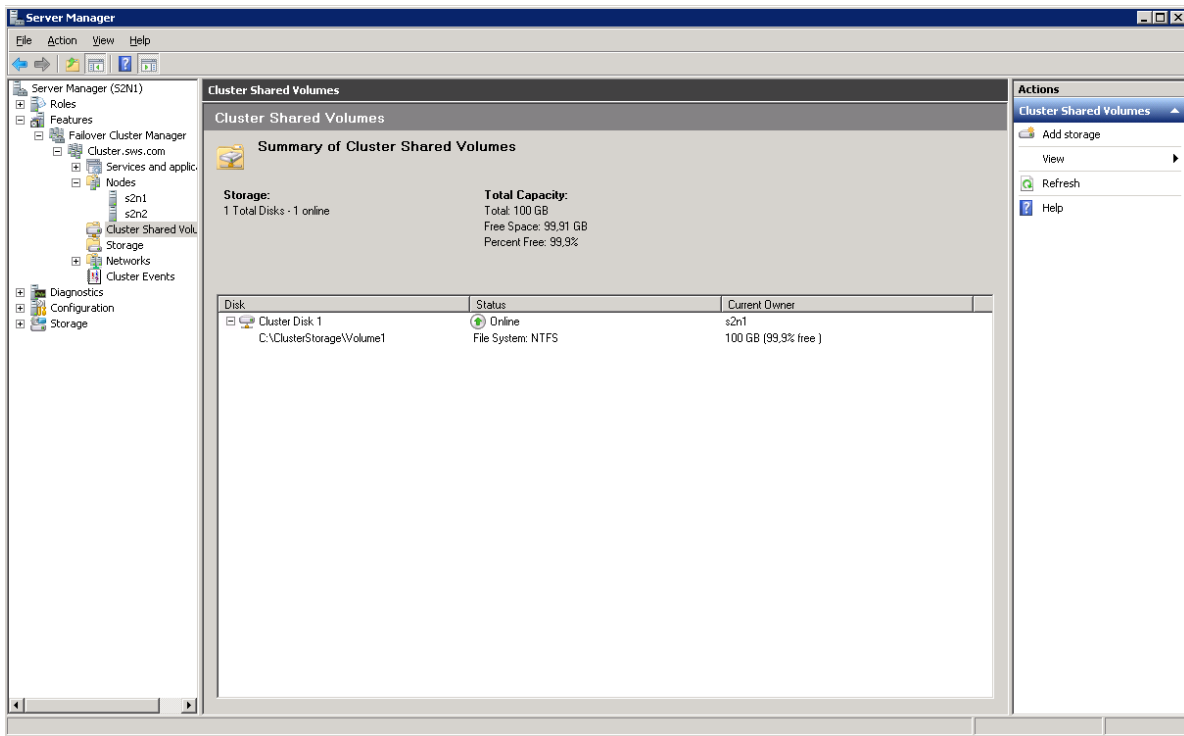 Server Manager
File Action View Help
Server Manager (S2N1)
Roles
Features
Failover Cluster Manager
Cluster.sws.com
Services and applic
Nodes
s2n1
s2n2
Cluster Shared Volu
Storage
Networks
Cluster Events
Diagnostics
Configuration
Storage
Cluster Shared Volumes
Cluster Shared Volumes
Summary of Cluster Shared Volumes
Storage:
1 Total Disks - 1 online
Total Capacity:
Total: 100 GB
Free Space: 99,91 GB
Percent Free: 99,9%
Disk Status Current Owner
Cluster Disk 1 Online s2n1
C:\ClusterStorage\Volume1 File System: NTFS 100 GB (99,9% free )
Actions
Cluster Shared Volumes
Add storage
View
Refresh
Help